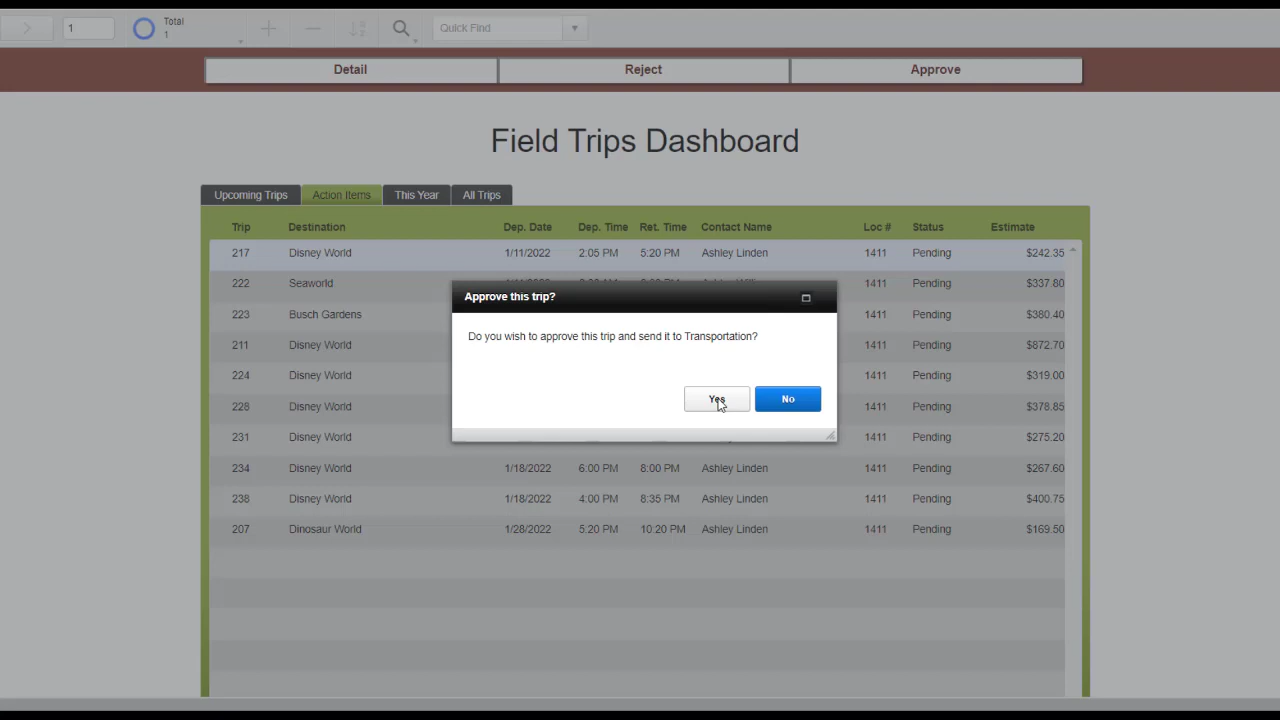 1
Total
1
Quick Find
Detail Reject Approve
Field Trips Dashboard
Upcoming Trips Action Items This Year All Trips
Trip Destination Dep. Date Dep. Time Ret. Time Contact Name Loc # Status Estimate
217 Disney World 1/11/2022 2:05 PM 5:20 PM Ashley Linden 1411 Pending $242.35
222 Seaworld 1411 Pending $337.80
Approve this trip?
223 Busch Gardens 1411 Pending $380.40
Do you wish to approve this trip and send it to Transportation?
211 Disney World 1411 Pending $872.70
224 Disney World 1411 Pending $319.00
Yes No
228 Disney World 1411 Pending $378.85
231 Disney World 1411 Pending $275.20
234 Disney World 1/18/2022 6:00 PM 8:00 PM Ashley Linden 1411 Pending $267.60
238 Disney World 1/18/2022 4:00 PM 8:35 PM Ashley Linden 1411 Pending $400.75
207 Dinosaur World 1/28/2022 5:20 PM 10:20 PM Ashley Linden 1411 Pending $169.50